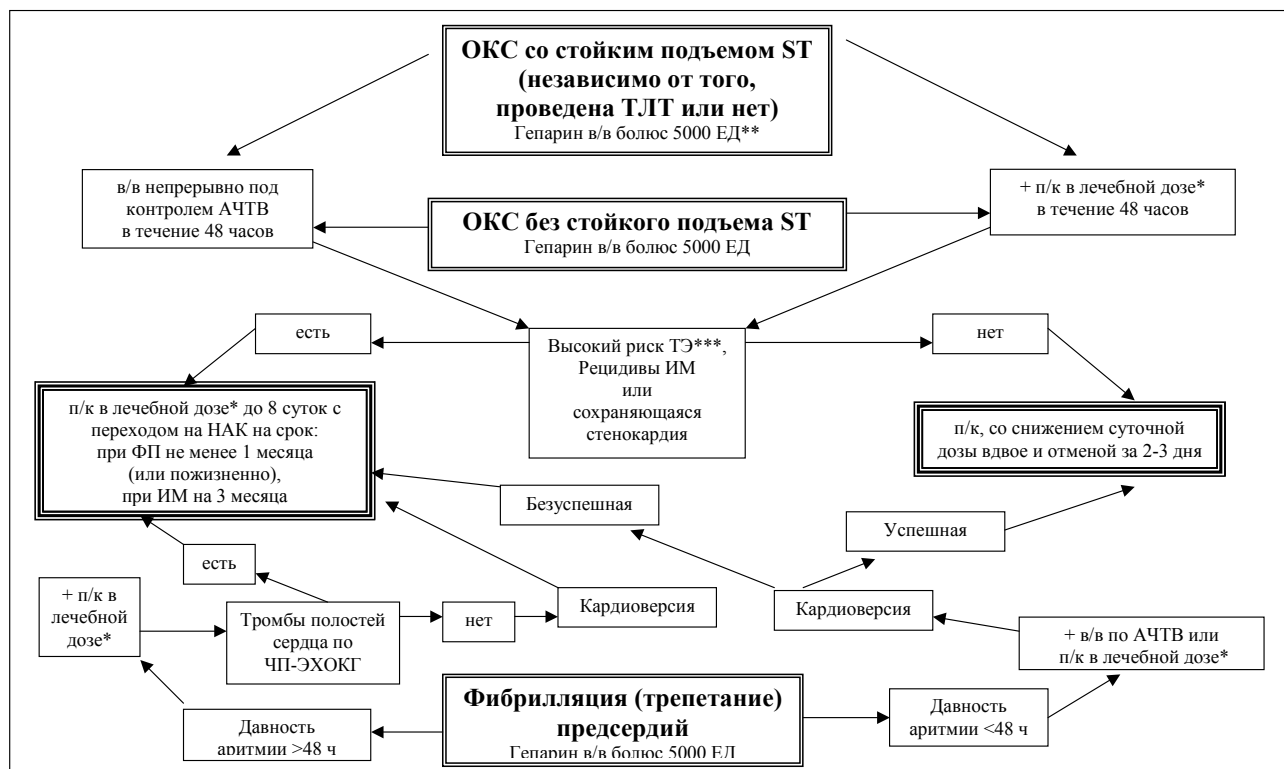 ОКС со стойким подъемом ST
(независимо от того,
проведена ТЛТ или нет)
Гепарин в/в болюс 5000 ЕД**
в/в непрерывно под
контролем АЧТВ
в течение 48 часов
+ п/к в лечебной дозе*
в течение 48 часов
ОКС без стойкого подъема ST
Гепарин в/в болюс 5000 ЕД
есть
Высокий риск ТЭ***,
Рецидивы ИМ
или
сохраняющаяся
стенокардия
нет
п/к в лечебной дозе* до 8 суток с
переходом на НАК на срок:
при ФП не менее 1 месяца
(или пожизненно),
при ИМ на 3 месяца
п/к, со снижением суточной
дозы вдвое и отменой за 2-3 дня
Безуспешная
Успешная
есть
+ п/к в
лечебной
дозе*
Тромбы полостей
сердца по
ЧП-ЭХОКГ
нет
Кардиоверсия
Кардиоверсия
+ в/в по АЧТВ или
п/к в лечебной дозе*
Фибрилляция (трепетание)
предсердий
Гепарин в/в болюс 5000 ЕД
Давность
аритмии >48 ч
Давность
аритмии <48 ч